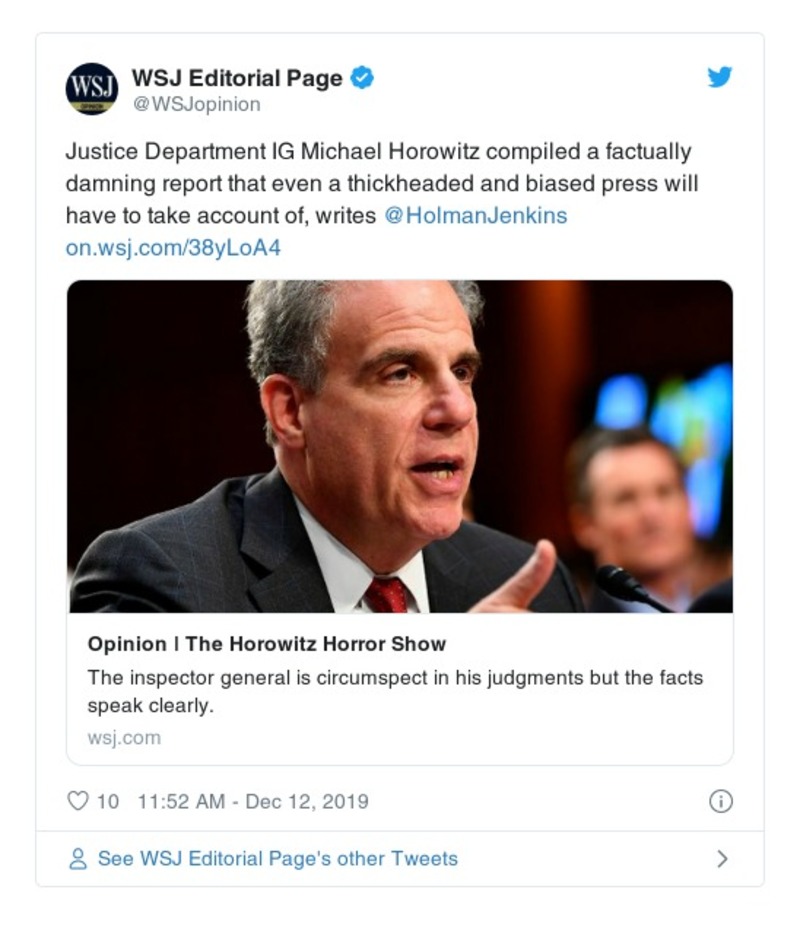 WSJ
OPINION
WSJ Editorial Page
@WSJopinion
Justice Department IG Michael Horowitz compiled a factually
damning report that even a thickheaded and biased press will
have to take account of, writes @HolmanJenkins
on.wsj.com/38yLoA4
Opinion | The Horowitz Horror Show
The inspector general is circumspect in his judgments but the facts
speak clearly.
wsj.com
10 11:52 AM - Dec 12, 2019
See WSJ Editorial Page's other Tweets